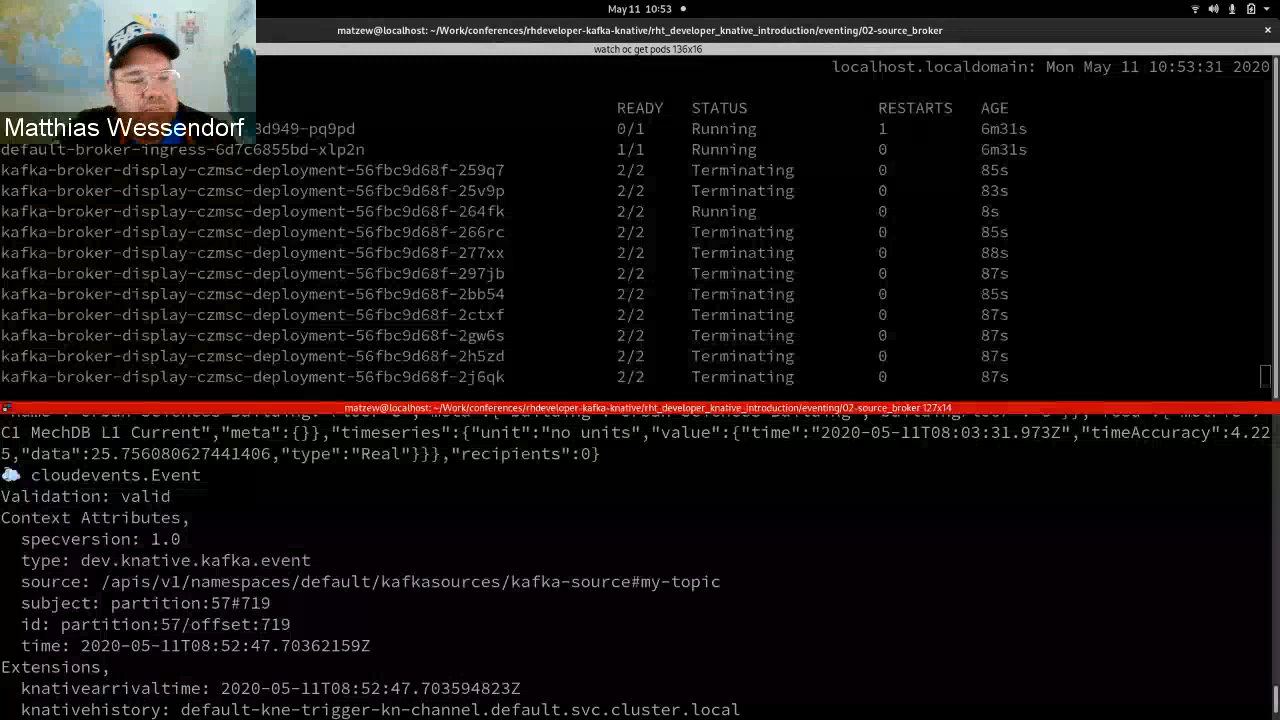 May 11 10:53
matzew@localhost: ~/Work/conferences/rhdeveloper-kafka-knative/rht_developer_knative_introduction/eventing/02-source_broker
watch oc get pods 136x16
localhost.localdomain: Mon May 11 10:53:31 2020
READY STATUS RESTARTS AGE
Matthias Wessendorf
3d949-pq9pd 0/1 Running 1 6m31s
default-broker-ingress-6d7c6855bd-xlp2n 1/1 Running 0 6m31s
kafka-broker-display-czmsc-deployment-56fbc9d68f-259q7 2/2 Terminating 0 85s
kafka-broker-display-czmsc-deployment-56fbc9d68f-25v9p 2/2 Terminating 0 83s
kafka-broker-display-czmsc-deployment-56fbc9d68f-264fk 2/2 Running 0 8s
kafka-broker-display-czmsc-deployment-56fbc9d68f-266rc 2/2 Terminating 0 85s
kafka-broker-display-czmsc-deployment-56fbc9d68f-277xx 2/2 Terminating 0 88s
kafka-broker-display-czmsc-deployment-56fbc9d68f-297jb 2/2 Terminating 0 87s
kafka-broker-display-czmsc-deployment-56fbc9d68f-2bb54 2/2 Terminating 0 85s
kafka-broker-display-czmsc-deployment-56fbc9d68f-2ctxf 2/2 Terminating 0 87s
kafka-broker-display-czmsc-deployment-56fbc9d68f-2gw6s 2/2 Terminating 0 87s
kafka-broker-display-czmsc-deployment-56fbc9d68f-2h5zd 2/2 Terminating 0 87s
kafka-broker-display-czmsc-deployment-56fbc9d68f-2j6qk 2/2 Terminating 0 87s
matzew@localhost: ~/Work/conferences/rhdeveloper-kafka-knative/rht_developer_knative_introduction/eventing/02-source_broker 127x14
C1 MechDB L1 Current","meta":{}},"timeseries":{"unit":"no units","value":{"time":"2020-05-11T08:03:31.973Z","timeAccuracy":4.22
5,"data":25.756080627441406,"type":"Real"}}},"recipients":0}
cloudevents.Event
Validation: valid
Context Attributes,
specversion: 1.0
type: dev.knative.kafka.event
source: /apis/v1/namespaces/default/kafkasources/kafka-source#my-topic
subject: partition:57#719
id: partition:57/offset:719
time: 2020-05-11T08:52:47.70362159Z
Extensions,
knativearrivaltime: 2020-05-11T08:52:47.703594823Z
knativehistory: default-kne-trigger-kn-channel.default.svc.cluster.local